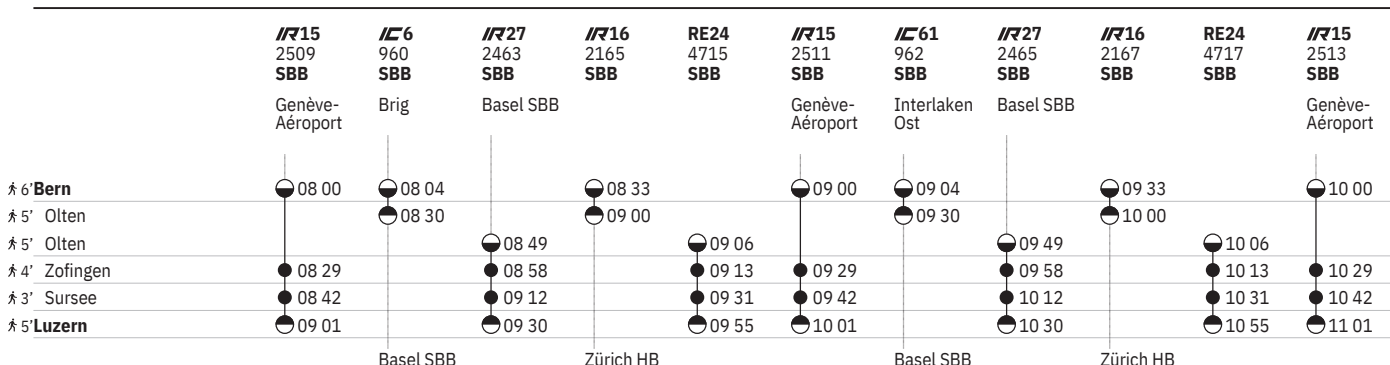 IR15 IC6 IR27 IR16 RE24 IR15 IC61 IR27 IR16 RE24 IR15
2509 960 2463 2165 4715 2511 962 2465 2167 4717 2513
SBB SBB SBB SBB SBB SBB SBB SBB SBB
Genève- Brig Basel SBB Genève- Interlaken Basel SBB Genève-
Aéroport Aéroport Ost Aéroport
6' Bern 08 00 08 04 08 33 09 00 09 04 09 33 10 00
5' Olten 08 30 09 00 09 30 10 00
5' Olten 08 49 09 06 09 49 10 06
4' Zofingen 08 29 08 58 09 13 09 29 09 58 10 13 10 29
3' Sursee 08 42 09 12 09 31 09 42 10 12 10 31 10 42
5' Luzern 09 01 09 30 09 55 10 01 10 30 10 55 11 01
Basel SBB Zürich HB Basel SBB Zürich HB